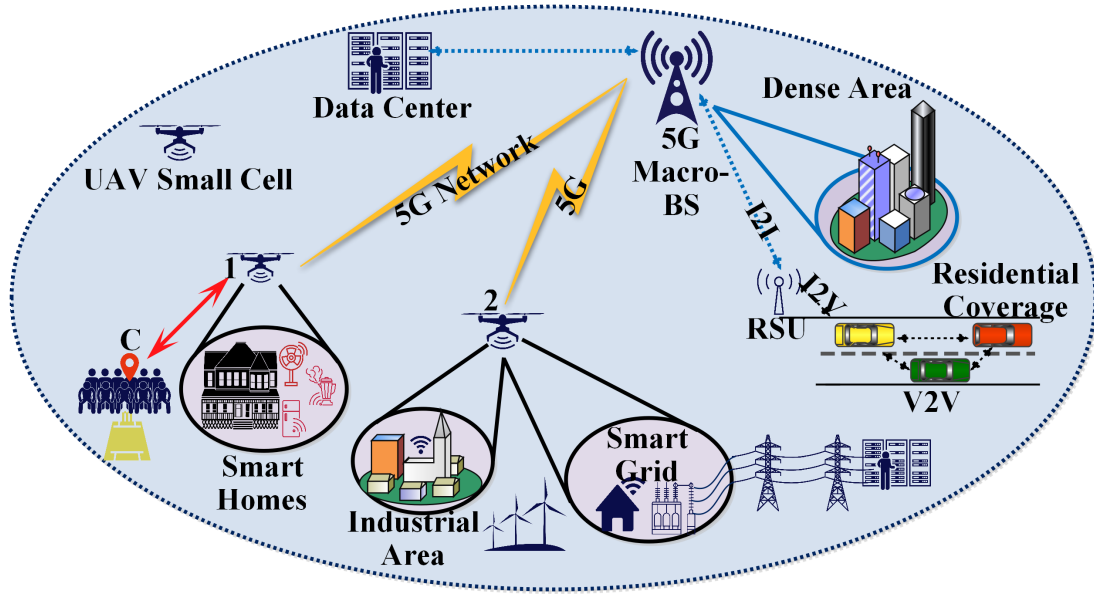 Data Center
5G
Macro-
BS
Dense Area
UAV Small Cell
5G Network
5G
I2I
1
I2V
Residential
Coverage
2
RSU
C
V2V
Smart
Homes
Smart
Grid
Industrial
Area